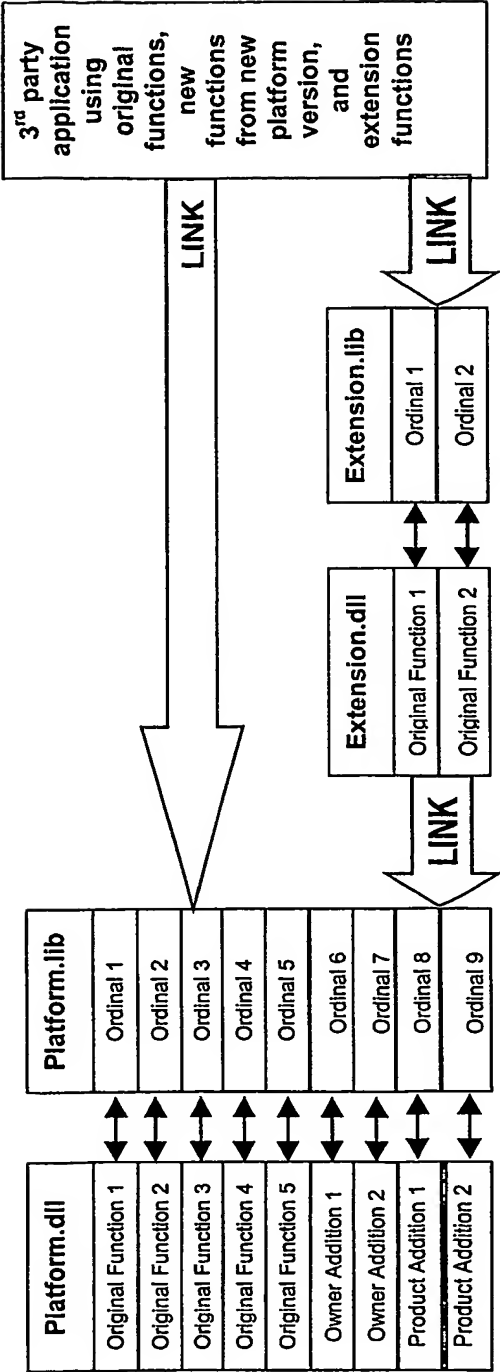 Platform.dll
Original Function 1
Original Function 2
Original Function 3
Original Function 4
Original Function 5
Owner Addition 1
Owner Addition 2
Product Addition 1
Product Addition 2
Platform.lib
Ordinal 1
Ordinal 2
Ordinal 3
Ordinal 4
Ordinal 5
Ordinal 6
Ordinal 7
Ordinal 8
Ordinal 9
LINK
Extension.dll
Original Function 1
Original Function 2
Extension.lib
Ordinal 1
Ordinal 2
LINK
LINK
3rd party
application
using
original
functions,
new
functions
from new
platform
version,
and
extension
functions